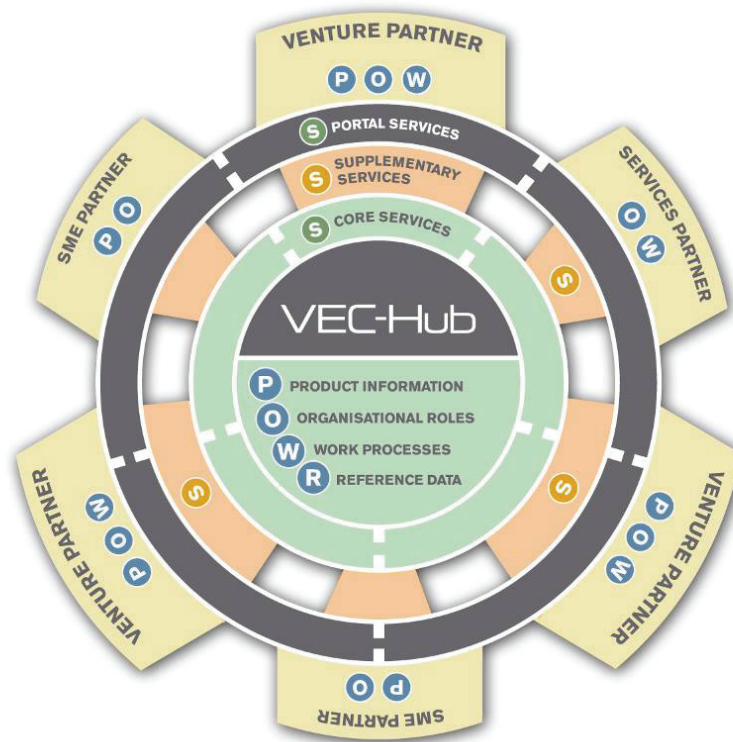 VENTURE PARTNER
P O W
S PORTAL SERVICES
S SUPPLEMENTARY
SERVICES
S CORE SERVICES
SME PARTNER
P O
SERVICES PARTNER
O W
S
VEC-Hub
P PRODUCT INFORMATION
O ORGANISATIONAL ROLES
W WORK PROCESSES
R REFERENCE DATA
S
S
VENTURE PARTNER
P O W
VENTURE PARTNER
P O W
SME PARTNER
P O